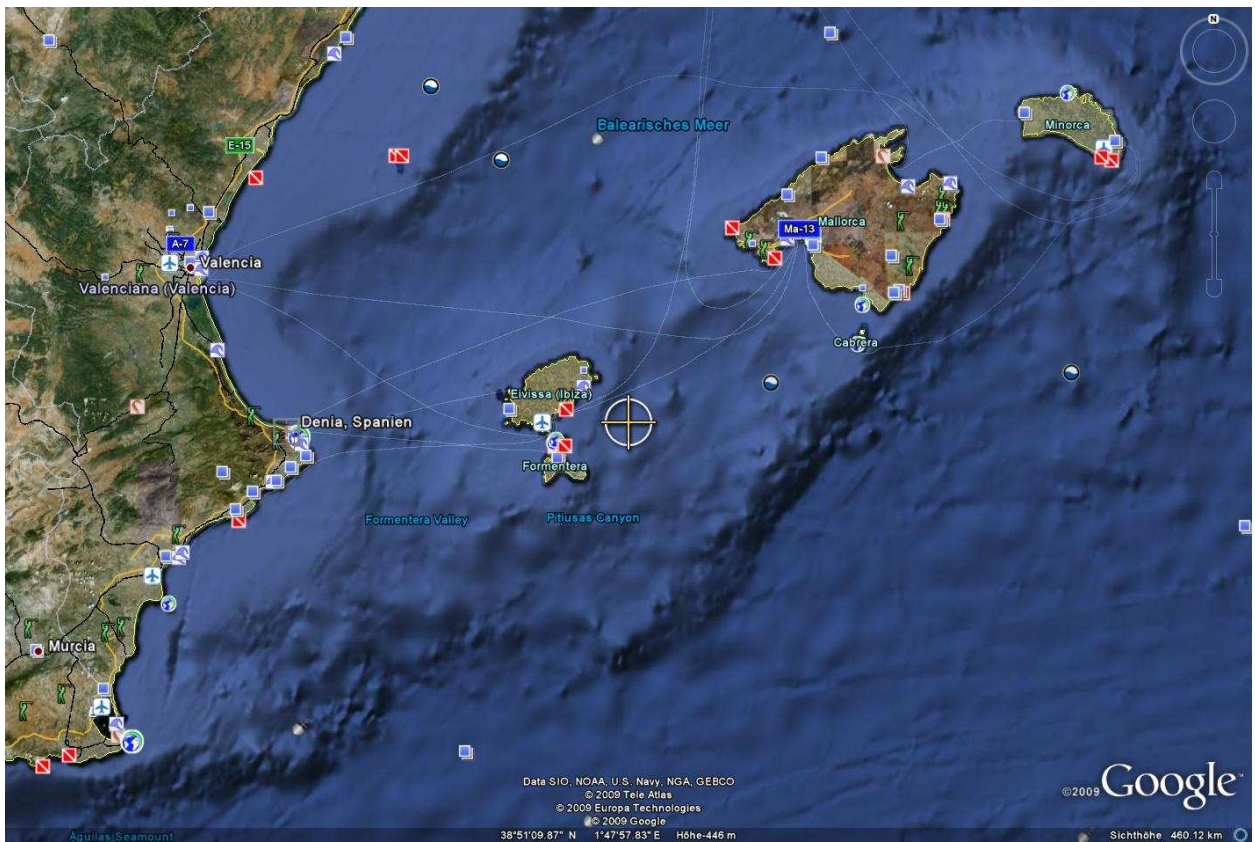 N
Balearisches Meer
Minorca
E-15
Mallorca
Ma-13
A-7
Valencia
Valenciana (Valencia)
Cabrera
Eivissa (Ibiza)
Denia, Spanien
Formentera
Formentera Valley
Pitiusas Canyon
Murcia
Data SIO, NOAA, U.S. Navy, NGA, GEBCO
© 2009 Tele Atlas
© 2009 Europa Technologies
© 2009 Google
©2009 Google™
Águilas Seamount
38°51'09.87" N 1°47'57.83" E Höhe-446 m
Sichthöhe 460.12 km